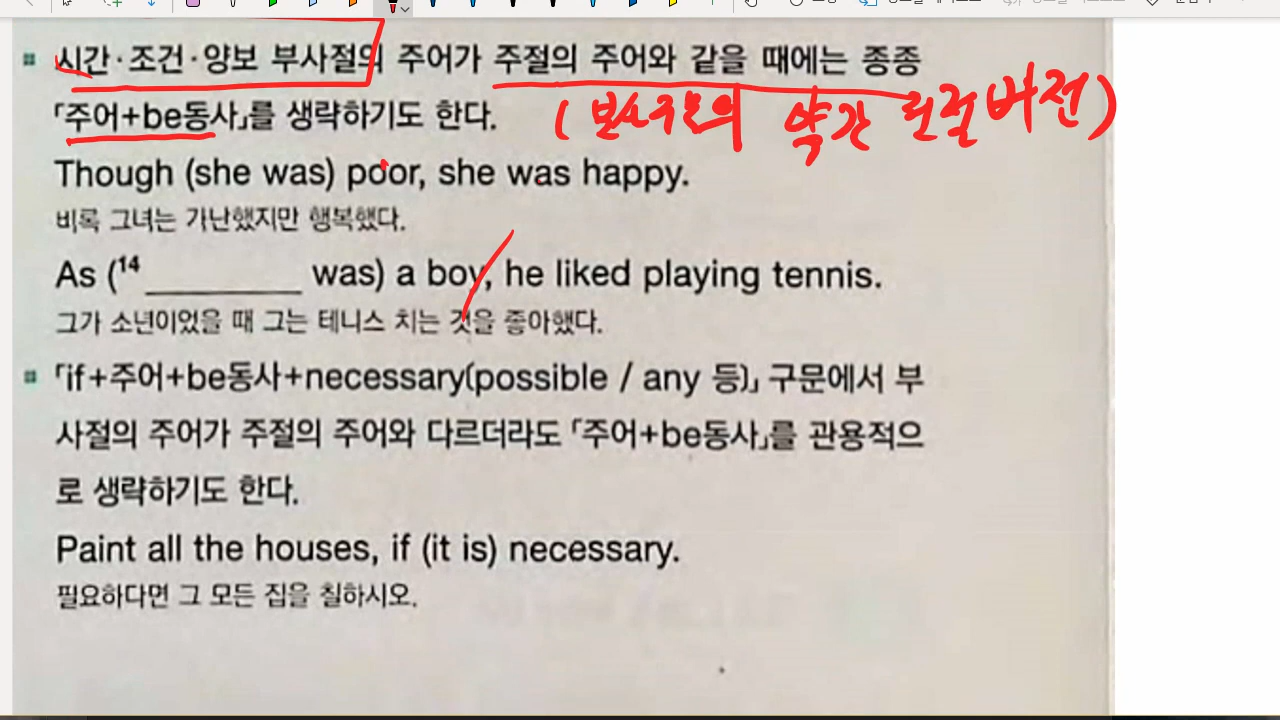 시간·조건·양보 부사절의 주어가 주절의 주어와 같을 때에는 종종
「주어+be동사」를 생략하기도 한다.
(분사구문의 약간 버전)
Though (she was) poor, she was happy.
비록 그녀는 가난했지만 행복했다.
As (14 ________ was) a boy, he liked playing tennis.
그가 소년이었을 때 그는 테니스 치는 것을 좋아했다.
「if+주어+be동사+necessary(possible / any 등)」 구문에서 부
사절의 주어가 주절의 주어와 다르더라도 「주어+be동사」를 관용적으
로 생략하기도 한다.
Paint all the houses, if (it is) necessary.
필요하다면 그 모든 집을 칠하시오.